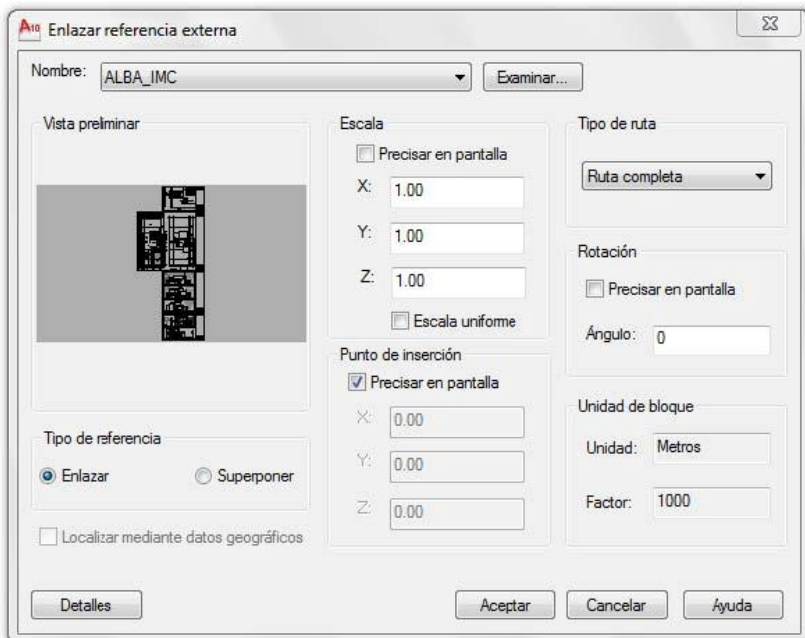 A10 Enlazar referencia externa
Nombre: ALBA_IMC Examinar...
Vista preliminar
Tipo de referencia
Enlazar Superponer
Localizar mediante datos geográficos
Escala
Precisar en pantalla
X: 1.00
Y: 1.00
Z: 1.00
Escala uniforme
Punto de inserción
Precisar en pantalla
X: 0.00
Y: 0.00
Z: 0.00
Tipo de ruta
Ruta completa
Rotación
Precisar en pantalla
Ángulo: 0
Unidad de bloque
Unidad: Metros
Factor: 1000
Detalles Aceptar Cancelar Ayuda